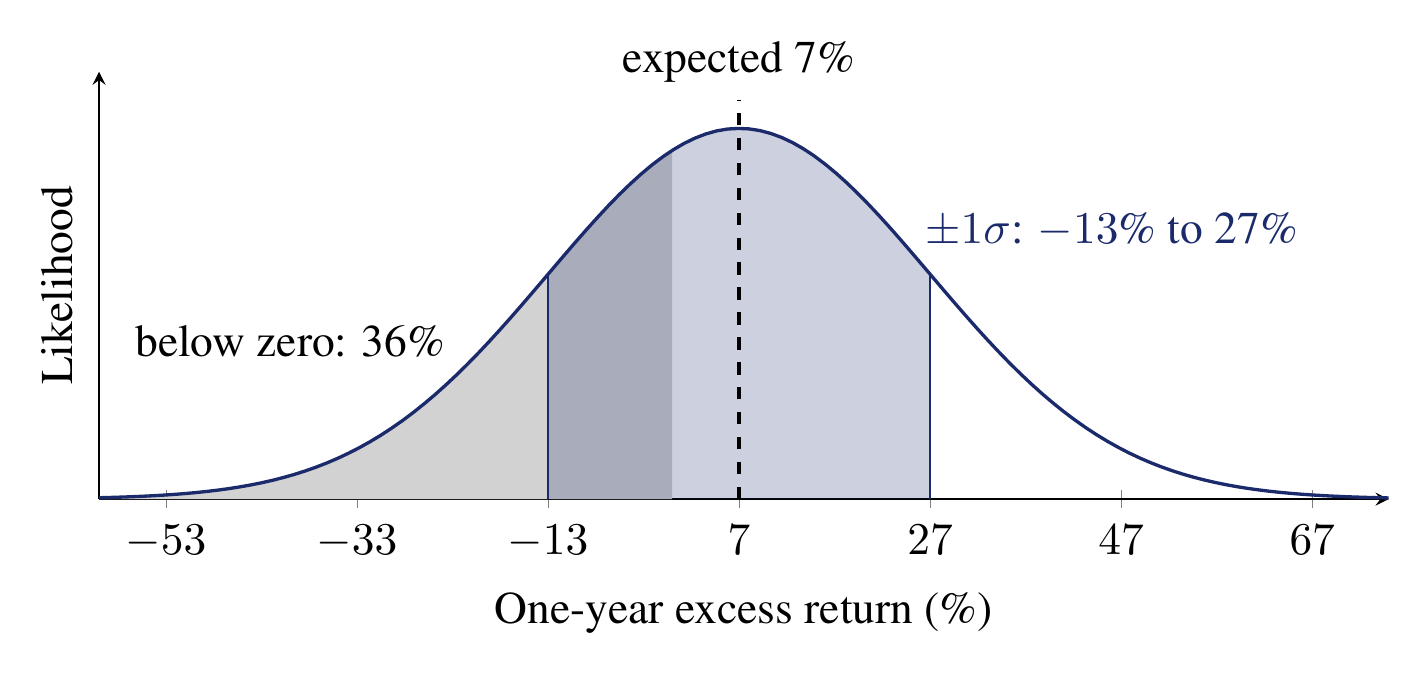 expected 7%
±1σ: −13% to 27%
below zero: 36%
Likelihood
−53 −33 −13 7 27 47 67
One-year excess return (%)